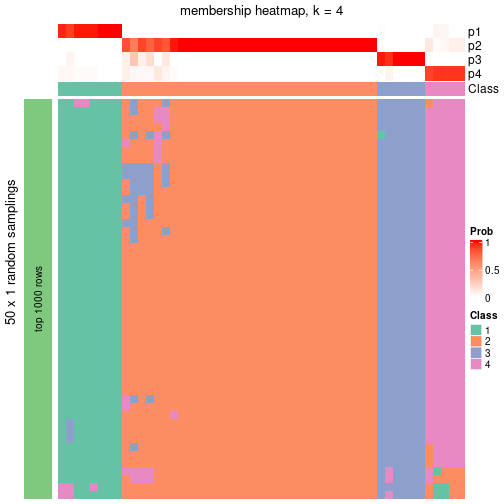 membership heatmap, k = 4
p1
p2
p3
p4
Class
50 x 1 random samplings
top 1000 rows
Prob
1
0.5
0
Class
1
2
3
4